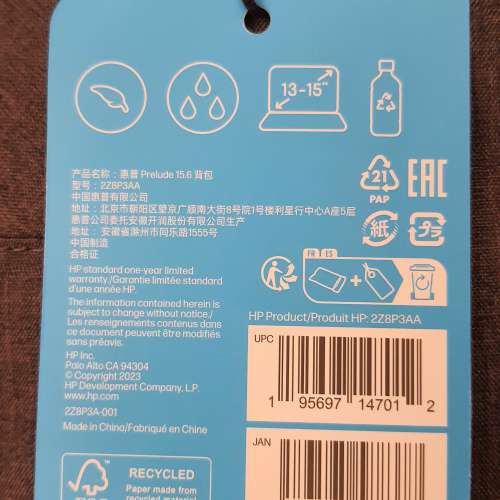 13-15"
产品名称：惠普 Prelude 15.6 背包
型号：2Z8P3AA
中国惠普有限公司
地址：北京市朝阳区望京广顺南大街8号院1号楼利星行中心A座5层
惠普公司委托安徽开润股份有限公司生产
地址：安徽省滁州市同乐路1555号
中国制造
合格证
HP standard one-year limited
warranty./Garantie limitée standard
d'une année HP.
The information contained herein is
subject to change without notice./
Les renseignements contenus dans
ce document peuvent être modifiés
sans préavis.
HP Inc.
Palo Alto.CA 94304
© Copyright 2023
HP Development Company, L.P.
www.hp.com
2Z8P3A-001
Made in China/Fabriqué en Chine
21
PAP
EAC
紙
プラ
FR
ES
HP Product/Produit HP: 2Z8P3AA
UPC
1 95697 14701 2
JAN
FSC
RECYCLED
Paper made from
recycled material